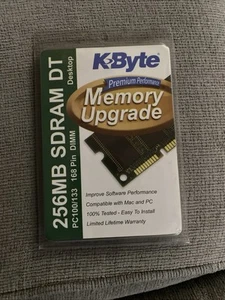 K-Byte
Premium Performance
Memory
Upgrade
256MB SDRAM DT
Desktop
PC100/133 168 Pin DIMM
Improve Software Performance
Compatible with Mac and PC
100% Tested - Easy To Install
Limited Lifetime Warranty